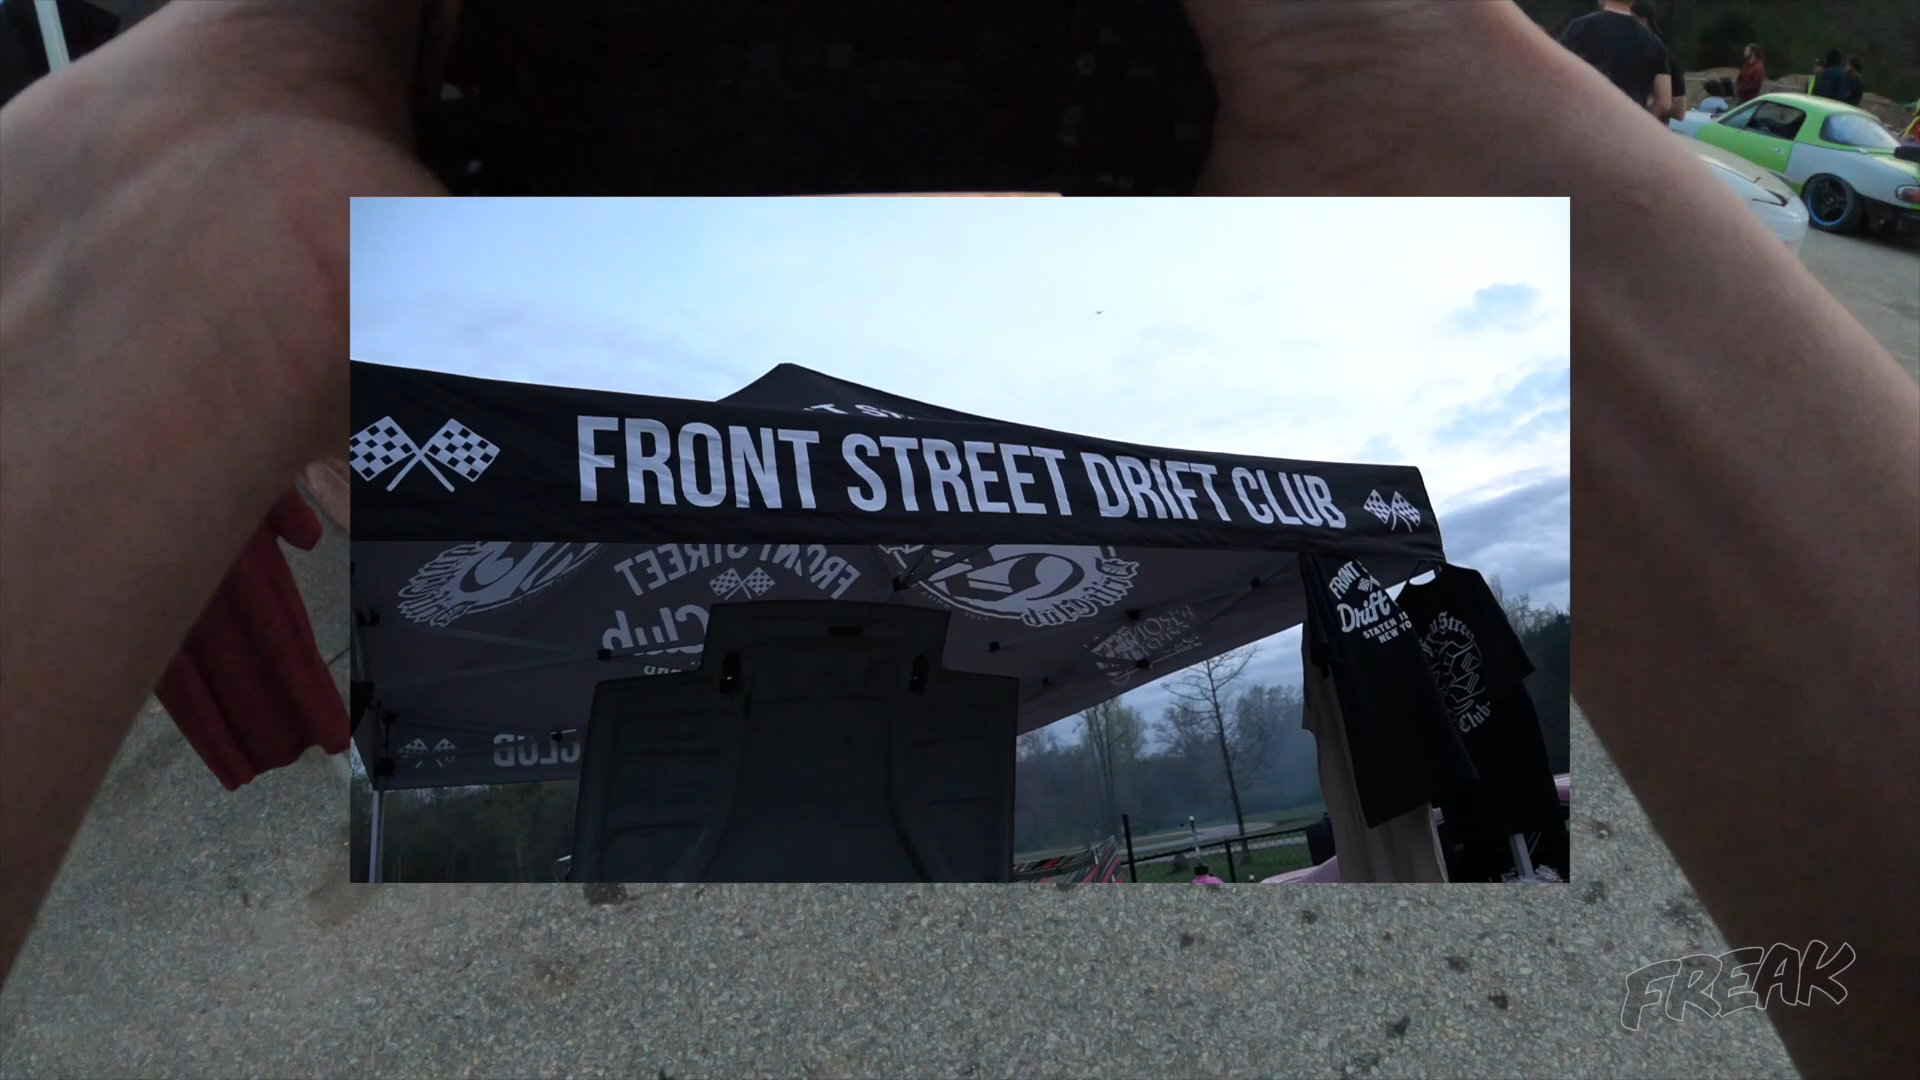 FRONT STREET DRIFT CLUB
FRONT STREET
Club
CLUB
FRONT
Drift
STATEN
NEW YO
Club
FREAK